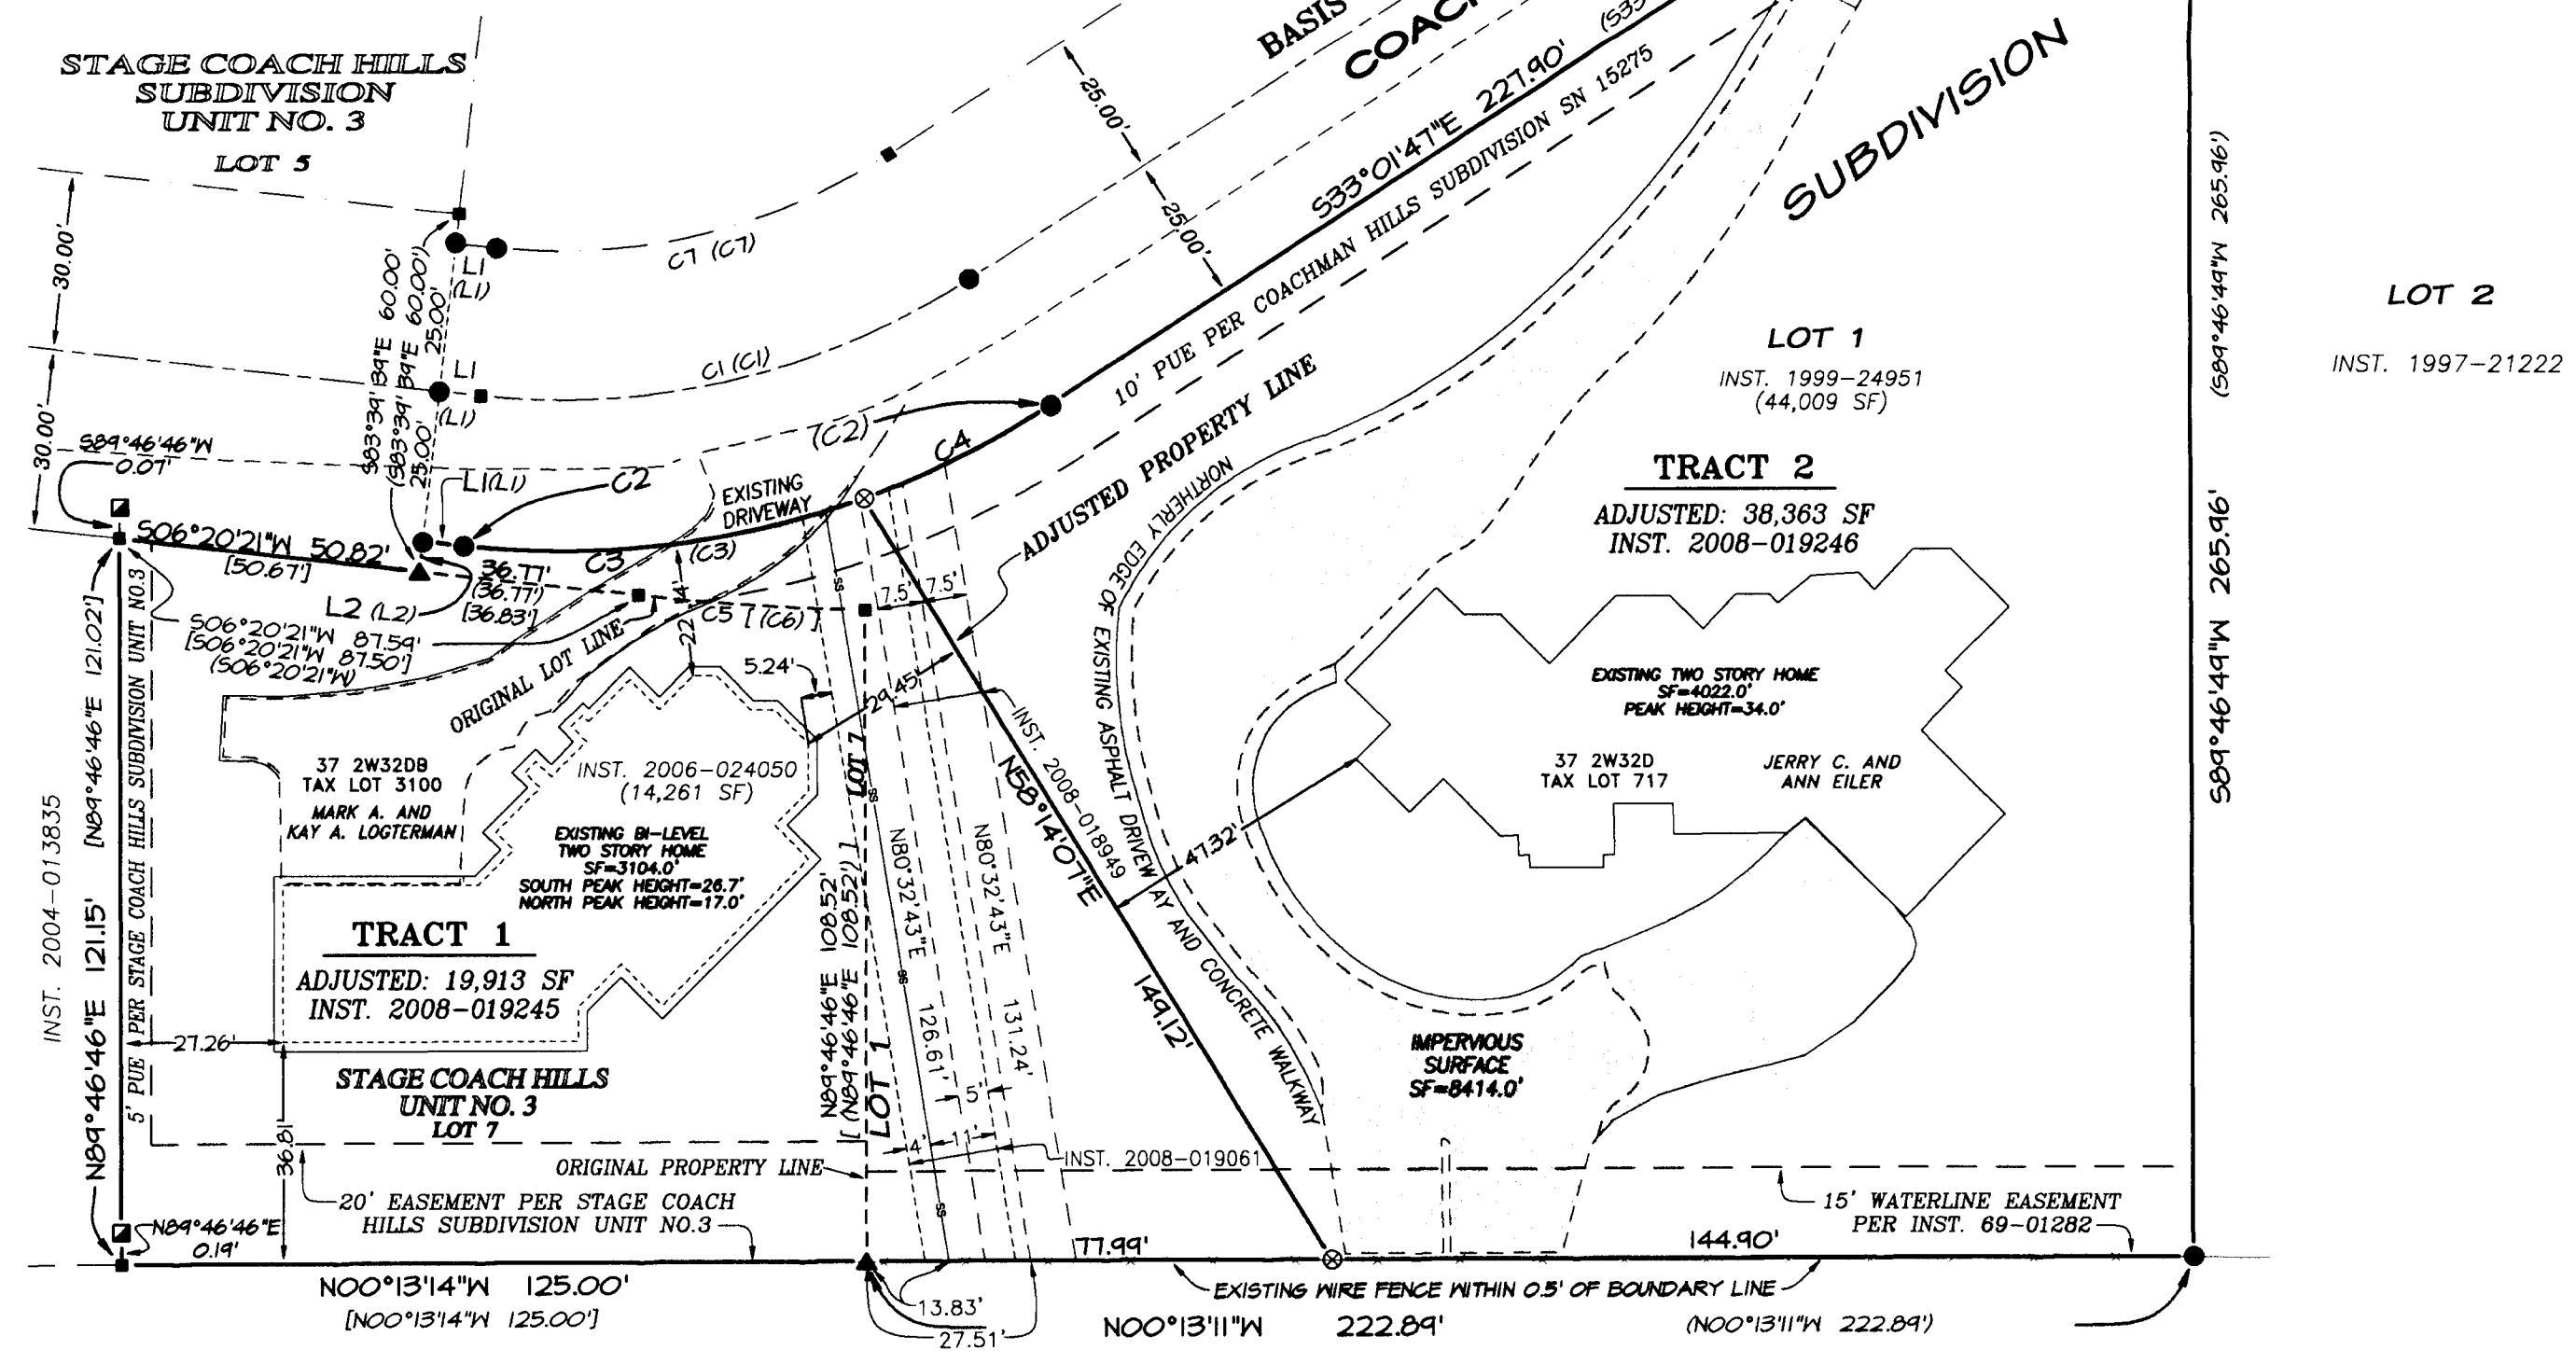 STAGE COACH HILLS
SUBDIVISION
UNIT NO. 3
LOT 5
BASIS
(S33
SUBDIVISION
25.00'
25.00'
S33°01'47"E 227.90'
10' PUE PER COACHMAN HILLS SUBDIVISION SN 15275
ADJUSTED PROPERTY LINE
30.00'
30.00'
S83°39'39"E 60.00'
(S83°39'39"E 60.00')
25.00'
25.00'
L1
(L1)
L1
(L1)
C7 (C7)
C1 (C1)
(C2)
C4
S89°46'46"W
0.07'
L1(L1)
C2
EXISTING
DRIVEWAY
S06°20'21"W 50.82'
[50.67']
C3
(C3)
36.77'
(36.77')
[36.83']
L2 (L2)
S06°20'21"W 87.59'
[S06°20'21"W 87.50']
(S06°20'21"W)
C5 [(C6)]
22.14'
7.5'
7.5'
5.24'
29.45'
ORIGINAL LOT LINE
LOT 1
INST. 1999-24951
(44,009 SF)
TRACT 2
ADJUSTED: 38,363 SF
INST. 2008-019246
NORTHERLY EDGE OF EXISTING ASPHALT DRIVEWAY AND CONCRETE WALKWAY
EXISTING TWO STORY HOME
SF=4022.0'
PEAK HEIGHT=34.0'
37 2W32D
TAX LOT 717
JERRY C. AND
ANN EILER
47.32'
(S89°46'49"W 265.96')
S89°46'49"W 265.96'
LOT 2
INST. 1997-21222
INST. 2004-013835
[N89°46'46"E 121.02']
N89°46'46"E 121.15'
5' PUE PER STAGE COACH HILLS SUBDIVISION UNIT NO.3
37 2W32DB
TAX LOT 3100
MARK A. AND
KAY A. LOGTERMAN
INST. 2006-024050
(14,261 SF)
EXISTING BI-LEVEL
TWO STORY HOME
SF=3104.0'
SOUTH PEAK HEIGHT=26.7'
NORTH PEAK HEIGHT=17.0'
TRACT 1
ADJUSTED: 19,913 SF
INST. 2008-019245
27.26'
36.81'
STAGE COACH HILLS
UNIT NO. 3
LOT 7
LOT 7
LOT 1
N89°46'46"E 108.52'
[(N89°46'46"E 108.52')]
SS
SS
SS
SS
N80°32'43"E 126.61'
N80°32'43"E 131.24'
INST. 2008-018949
N58°14'07"E
149.12'
5'
4'
11'
INST. 2008-019061
IMPERVIOUS
SURFACE
SF=8414.0'
ORIGINAL PROPERTY LINE
20' EASEMENT PER STAGE COACH
HILLS SUBDIVISION UNIT NO.3
15' WATERLINE EASEMENT
PER INST. 69-01282
N89°46'46"E
0.19'
77.99'
144.90'
N00°13'14"W 125.00'
[N00°13'14"W 125.00']
13.83'
27.51'
EXISTING WIRE FENCE WITHIN 0.5' OF BOUNDARY LINE
N00°13'11"W 222.89'
(N00°13'11"W 222.89')